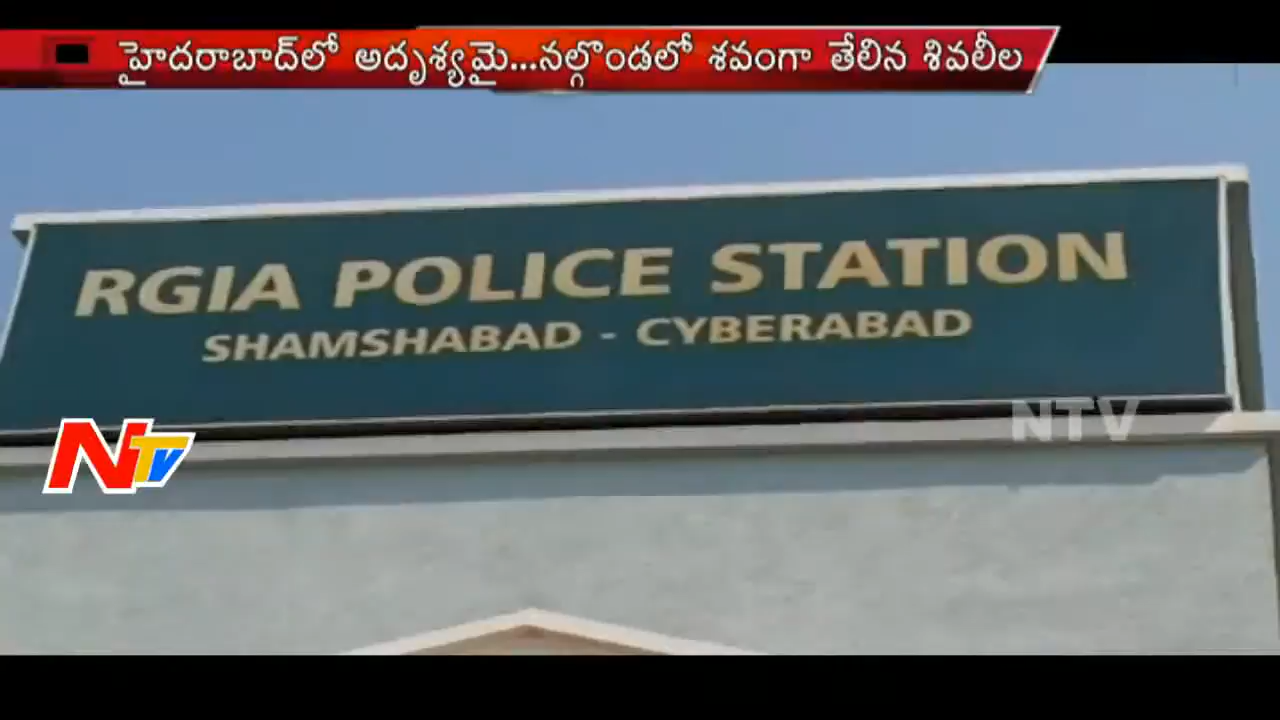 హైదరాబాద్‌లో అదృశ్యమై...నల్గొండలో శవంగా తేలిన శివలీల
RGIA POLICE STATION
SHAMSHABAD - CYBERABAD
NTV
NTV